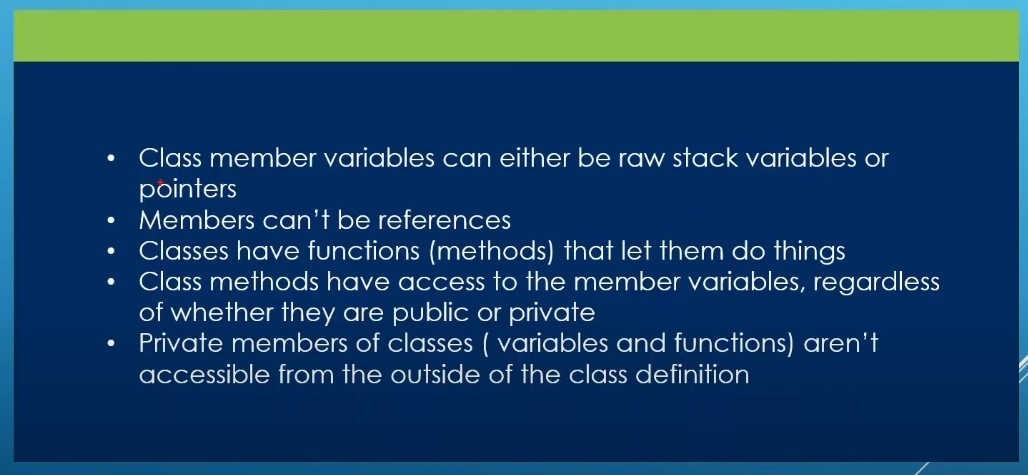 • Class member variables can either be raw stack variables or
pointers
• Members can't be references
• Classes have functions (methods) that let them do things
• Class methods have access to the member variables, regardless
of whether they are public or private
• Private members of classes ( variables and functions) aren't
accessible from the outside of the class definition